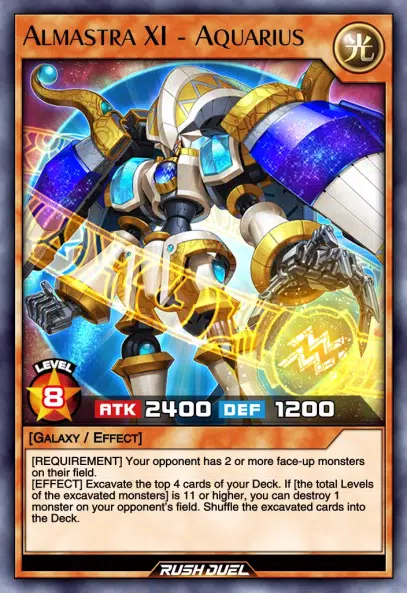 Almastra XI - Aquarius
光
LEVEL
8
ATK 2400 DEF 1200
[Galaxy / Effect]
[REQUIREMENT] Your opponent has 2 or more face-up monsters
on their field.
[EFFECT] Excavate the top 4 cards of your Deck. If [the total Levels
of the excavated monsters] is 11 or higher, you can destroy 1
monster on your opponent's field. Shuffle the excavated cards into
the Deck.
RUSH DUEL